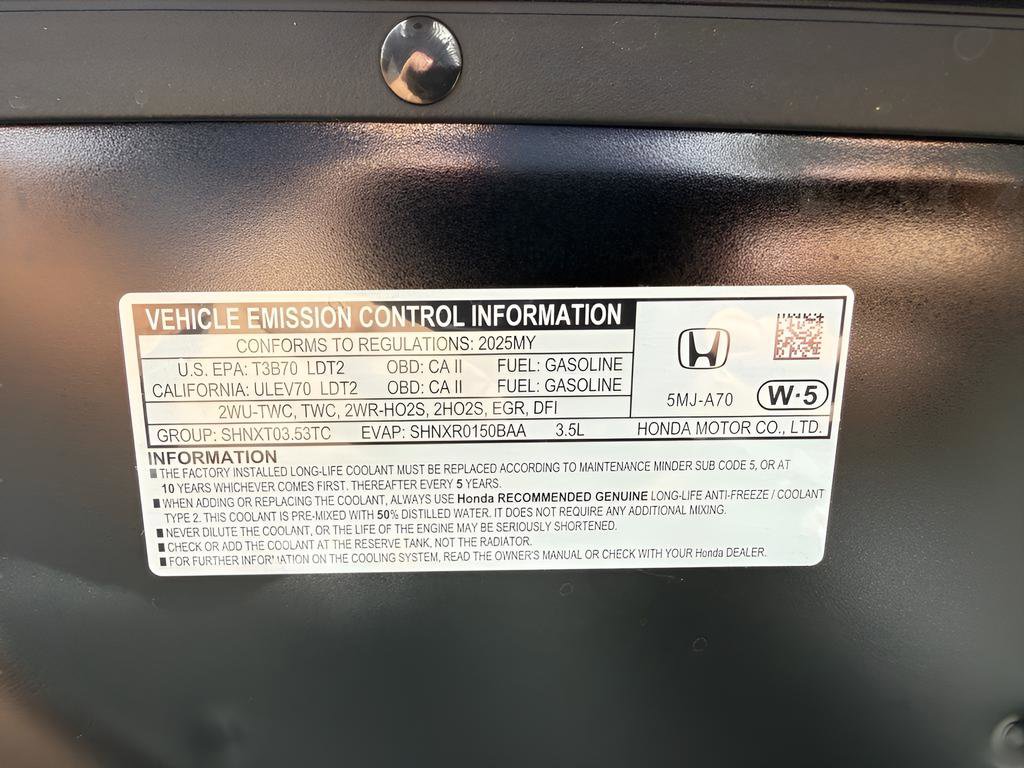 VEHICLE EMISSION CONTROL INFORMATION
CONFORMS TO REGULATIONS: 2025MY
U.S. EPA: T3B70 LDT2 OBD: CA II FUEL: GASOLINE
CALIFORNIA: ULEV70 LDT2 OBD: CA II FUEL: GASOLINE
2WU-TWC, TWC, 2WR-HO2S, 2HO2S, EGR, DFI
5MJ-A70 W·5
GROUP: SHNXT03.53TC EVAP: SHNXR0150BAA 3.5L HONDA MOTOR CO., LTD.
INFORMATION
■ THE FACTORY INSTALLED LONG-LIFE COOLANT MUST BE REPLACED ACCORDING TO MAINTENANCE MINDER SUB CODE 5, OR AT
10 YEARS WHICHEVER COMES FIRST. THEREAFTER EVERY 5 YEARS.
■ WHEN ADDING OR REPLACING THE COOLANT, ALWAYS USE Honda RECOMMENDED GENUINE LONG-LIFE ANTI-FREEZE / COOLANT
TYPE 2. THIS COOLANT IS PRE-MIXED WITH 50% DISTILLED WATER. IT DOES NOT REQUIRE ANY ADDITIONAL MIXING.
■ NEVER DILUTE THE COOLANT, OR THE LIFE OF THE ENGINE MAY BE SERIOUSLY SHORTENED.
■ CHECK OR ADD THE COOLANT AT THE RESERVE TANK, NOT THE RADIATOR.
■ FOR FURTHER INFORMATION ON THE COOLING SYSTEM, READ THE OWNER'S MANUAL OR CHECK WITH YOUR Honda DEALER.